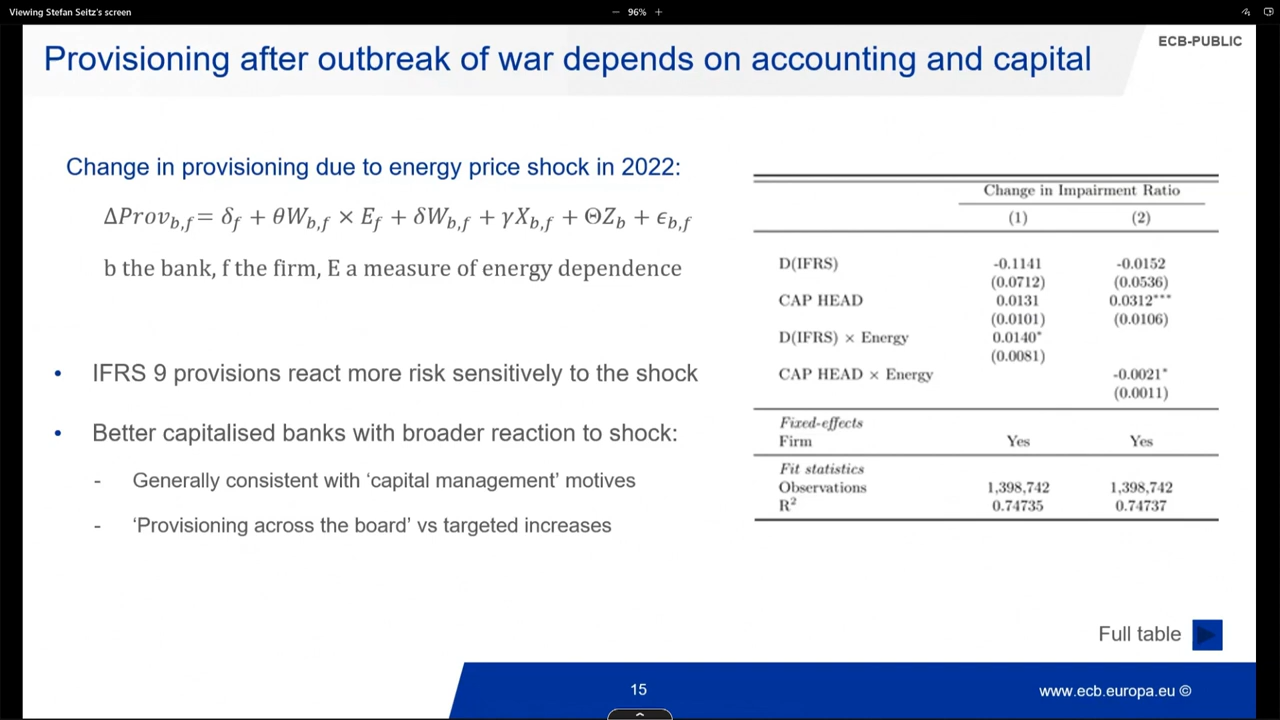 Viewing Stefan Seitz's screen
− 96% +
ECB-PUBLIC
Provisioning after outbreak of war depends on accounting and capital
Change in provisioning due to energy price shock in 2022:
ΔProv_{b,f} = δ_f + θW_{b,f} × E_f + δW_{b,f} + γX_{b,f} + ΘZ_b + ϵ_{b,f}
b the bank, f the firm, E a measure of energy dependence
• IFRS 9 provisions react more risk sensitively to the shock
• Better capitalised banks with broader reaction to shock:
- Generally consistent with ‘capital management’ motives
- ‘Provisioning across the board’ vs targeted increases
Change in Impairment Ratio
(1) (2)
D(IFRS) -0.1141 -0.0152
(0.0712) (0.0536)
CAP HEAD 0.0131 0.0312***
(0.0101) (0.0106)
D(IFRS) × Energy 0.0140*
(0.0081)
CAP HEAD × Energy -0.0021*
(0.0011)
Fixed-effects
Firm Yes Yes
Fit statistics
Observations 1,398,742 1,398,742
R² 0.74735 0.74737
Full table
15
www.ecb.europa.eu ©